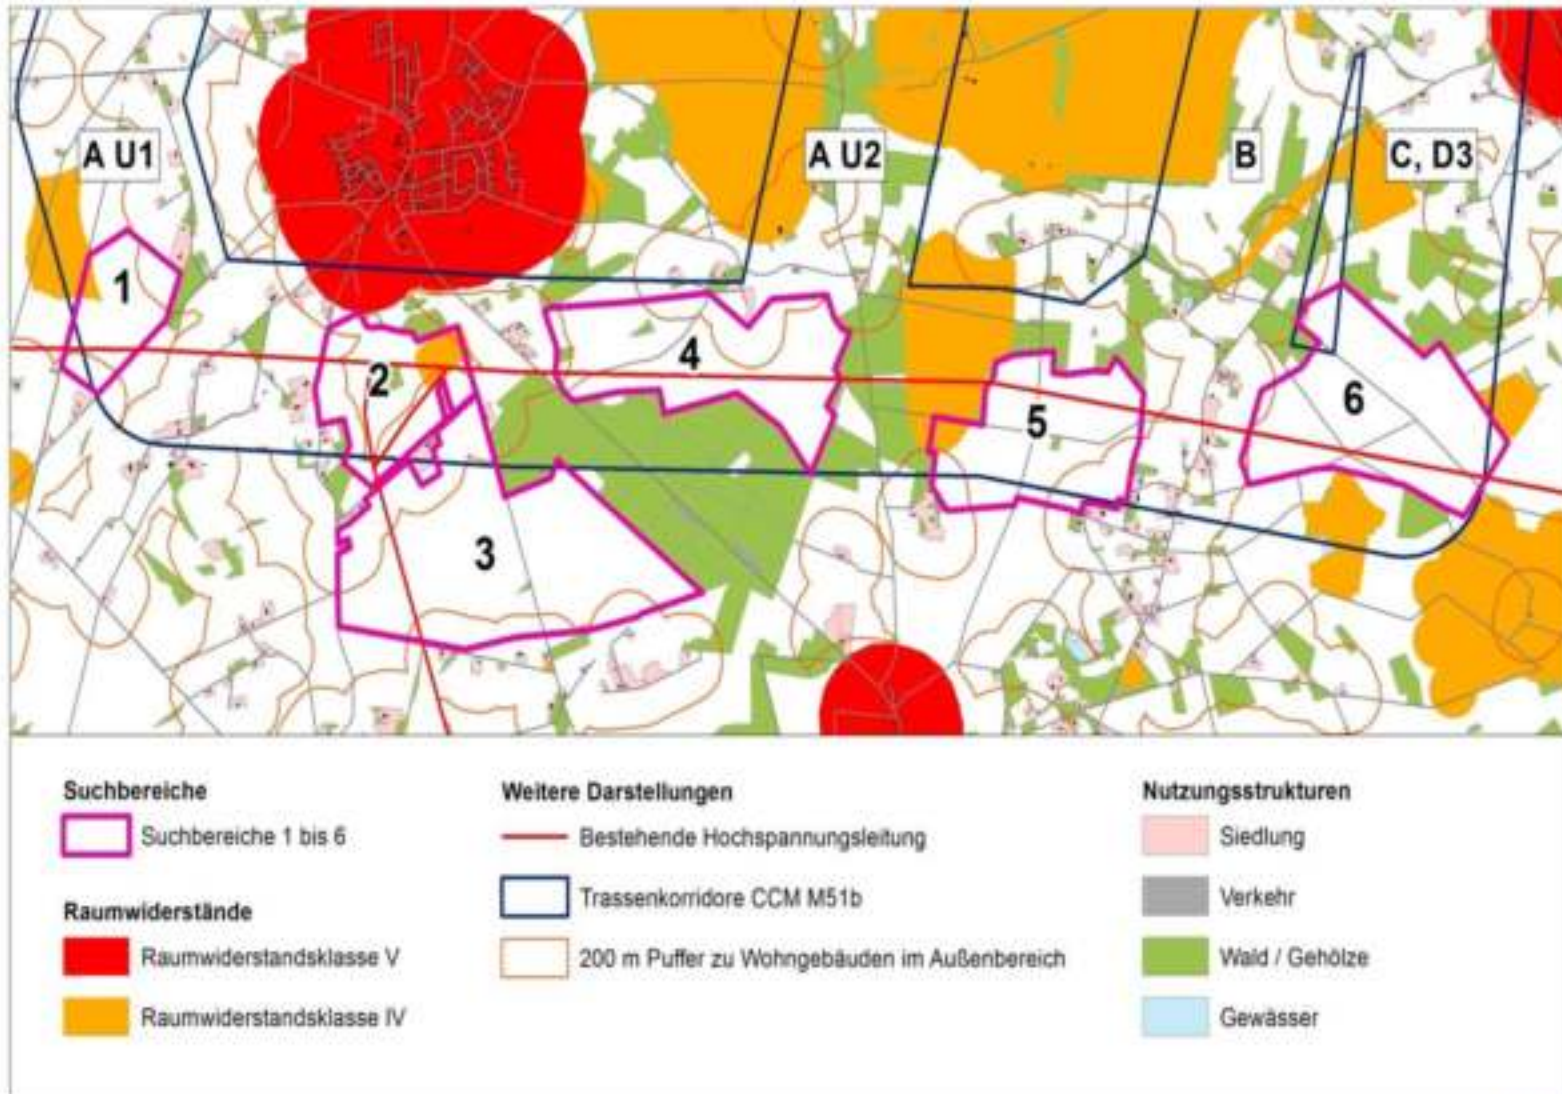 A U1
A U2
B
C, D3
1
2
3
4
5
6
Suchbereiche
Suchbereiche 1 bis 6
Raumwiderstände
Raumwiderstandsklasse V
Raumwiderstandsklasse IV
Weitere Darstellungen
Bestehende Hochspannungsleitung
Trassenkorridore CCM M51b
200 m Puffer zu Wohngebäuden im Außenbereich
Nutzungsstrukturen
Siedlung
Verkehr
Wald / Gehölze
Gewässer